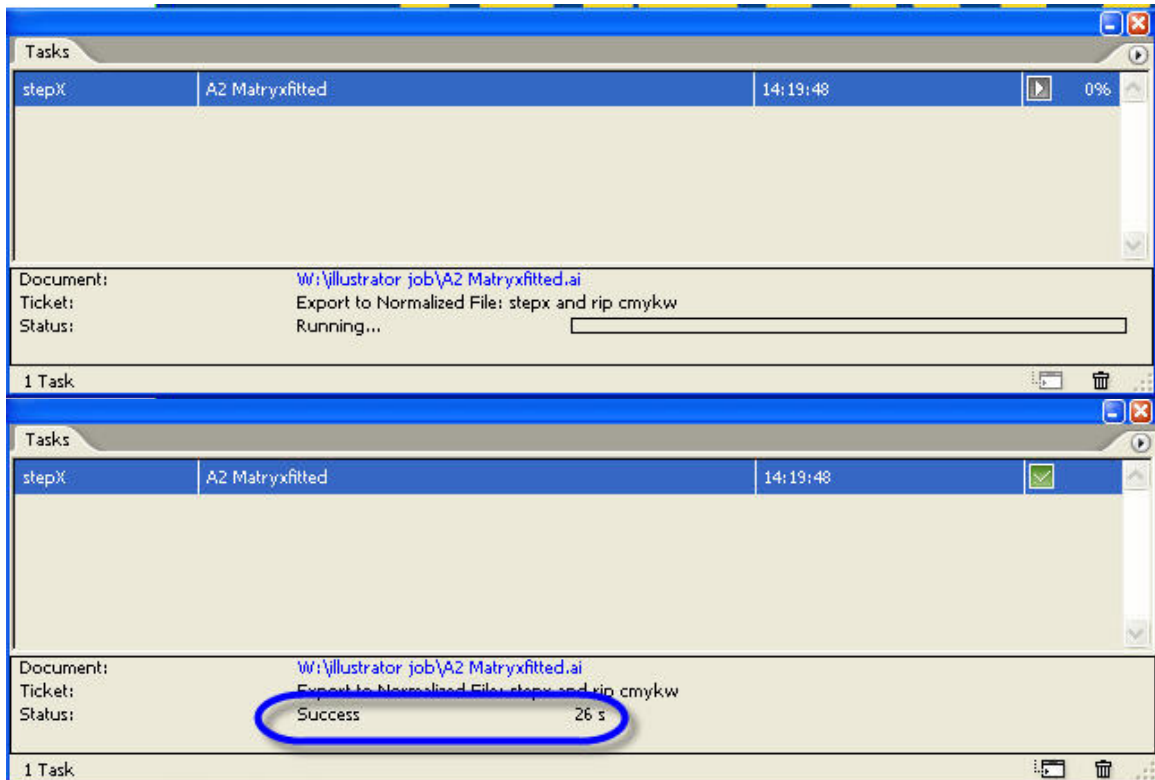 Tasks
stepX A2 Matryxfitted 14:19:48 0%
Document: W:\illustrator job\A2 Matryxfitted.ai
Ticket: Export to Normalized File: stepx and rip cmykw
Status: Running...
1 Task
Tasks
stepX A2 Matryxfitted 14:19:48
Document: W:\illustrator job\A2 Matryxfitted.ai
Ticket: Export to Normalized File: stepx and rip cmykw
Status: Success 26 s
1 Task